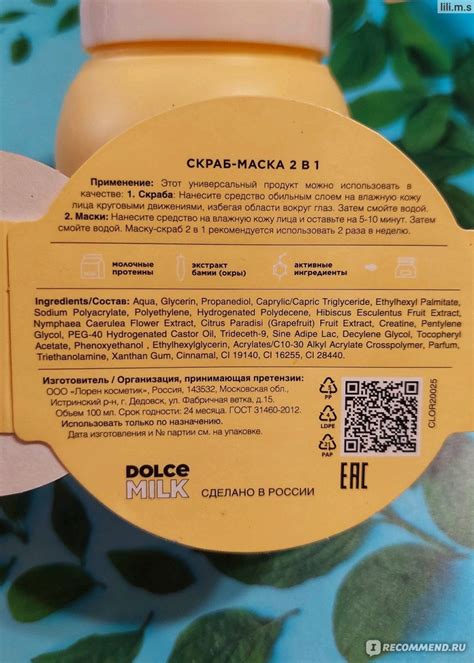 lili.m.s
СКРАБ-МАСКА 2 В 1
Применение: Этот универсальный продукт можно использовать в
качестве: 1. Скраба: Нанесите средство обильным слоем на влажную кожу
лица круговыми движениями, избегая области вокруг глаз. Затем смойте водой.
2. Маски: Нанесите средство на влажную кожу лица и оставьте на 5-10 минут. Затем
смойте водой. Маску-скраб 2 в 1 рекомендуется использовать 2 раза в неделю.
молочные протеины
экстракт бамии (окры)
активные ингредиенты
Ingredients/Состав: Aqua, Glycerin, Propanediol, Caprylic/Capric Triglyceride, Ethylhexyl Palmitate,
Sodium Polyacrylate, Polyethylene, Hydrogenated Polydecene, Hibiscus Esculentus Fruit Extract,
Nymphaea Caerulea Flower Extract, Citrus Paradisi (Grapefruit) Fruit Extract, Creatine, Pentylene
Glycol, PEG-40 Hydrogenated Castor Oil, Trideceth-9, Sine Adipe Lac, Decylene Glycol, Tocopheryl
Acetate, Phenoxyethanol, Ethylhexylglycerin, Acrylates/C10-30 Alkyl Acrylate Crosspolymer, Parfum,
Triethanolamine, Xanthan Gum, Cinnamal, CI 19140, CI 16255, CI 28440.
Изготовитель / Организация, принимающая претензии:
ООО «Лорен косметик», Россия, 143532, Московская обл.,
Истринский р-н, г. Дедовск, ул. Фабричная ветка, д.15.
Объем 100 мл. Срок годности: 24 месяца. ГОСТ 31460-2012.
Использовать только по назначению.
Дата изготовления и № партии см. на упаковке.
PP
LDPE
21
PAP
CLOR20025
DOLCE
MILK
СДЕЛАНО В РОССИИ
EAC
IRECOMMEND.RU